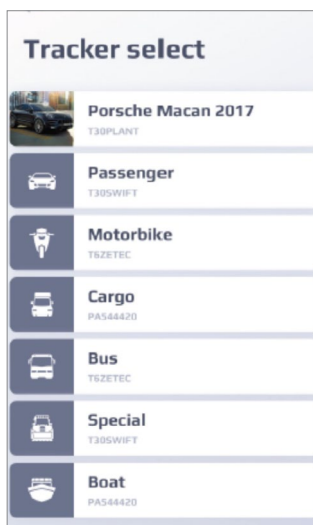 Tracker select
Porsche Macan 2017
T30PLANT
Passenger
T30SWIFT
Motorbike
T6ZETEC
Cargo
PA544420
Bus
T6ZETEC
Special
T30SWIFT
Boat
PA544420